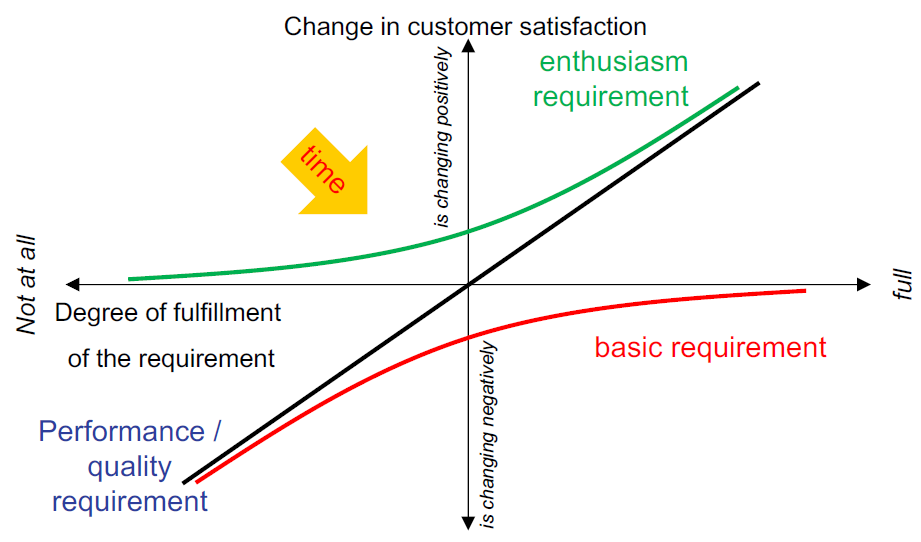 Change in customer satisfaction
enthusiasm
requirement
is changing positively
time
Not at all
full
Degree of fulfillment
of the requirement
basic requirement
is changing negatively
Performance /
quality
requirement